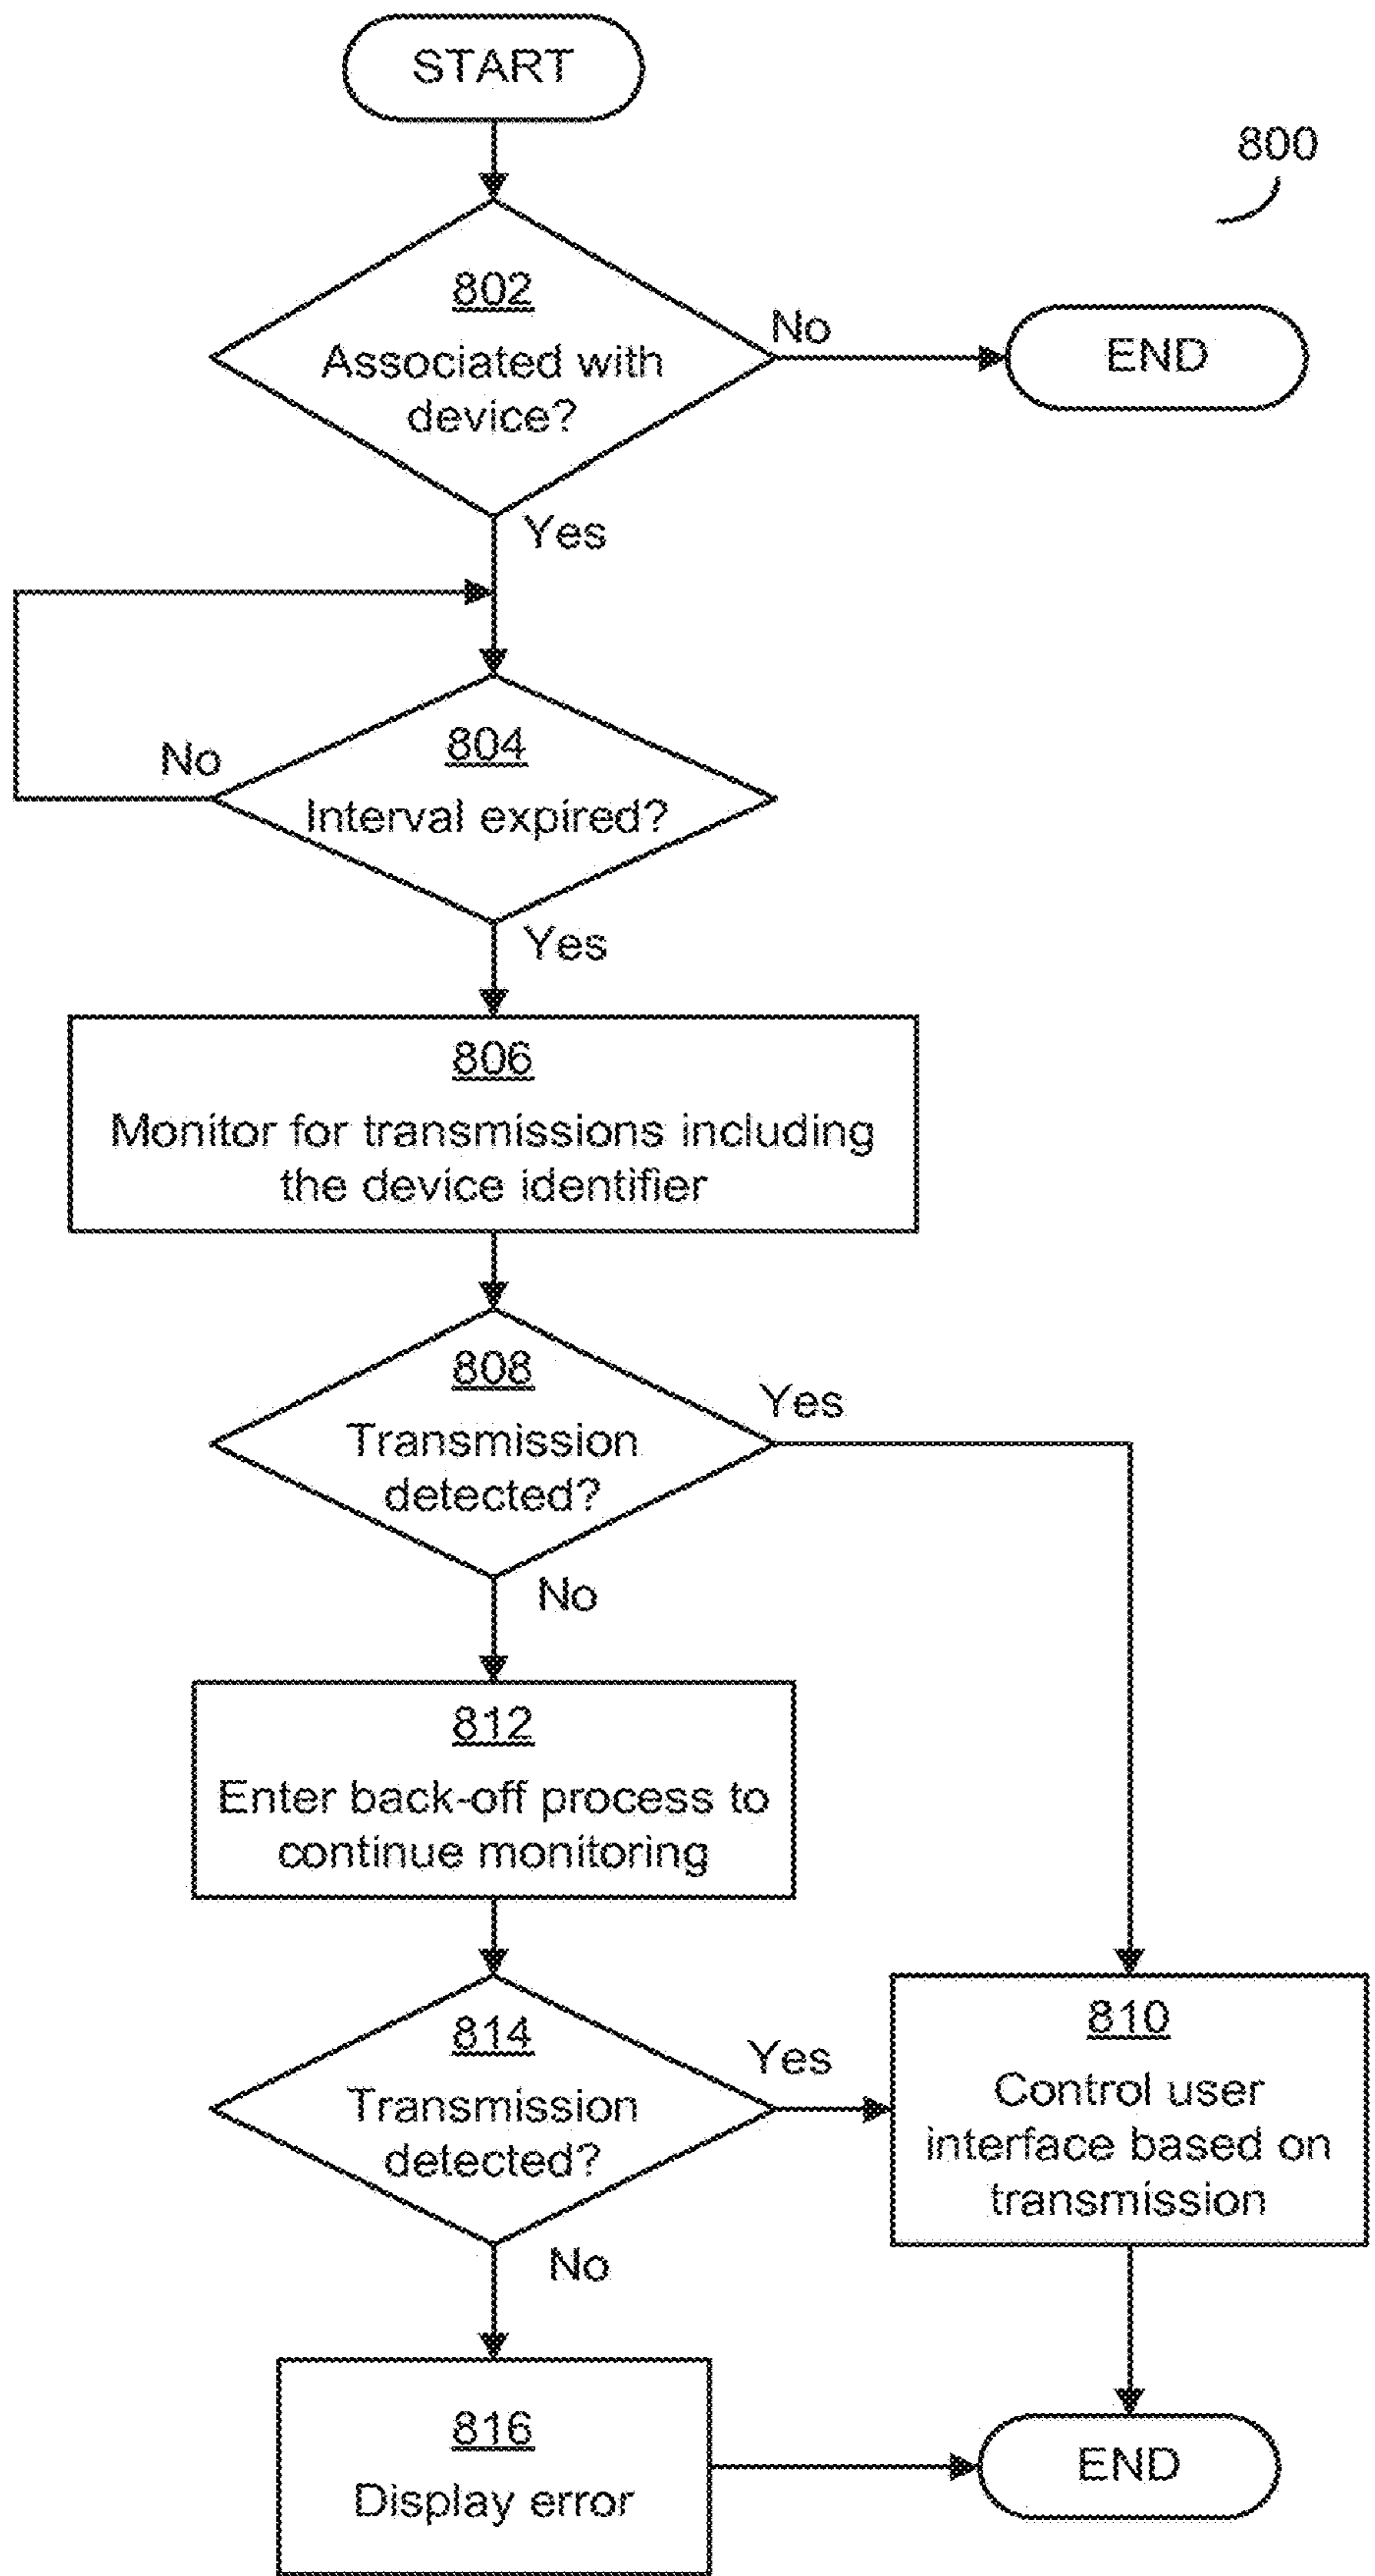 START
800
802
Associated with
device?
No
END
Yes
804
Interval expired?
No
Yes
806
Monitor for transmissions including
the device identifier
808
Transmission
detected?
Yes
No
812
Enter back-off process to
continue monitoring
814
Transmission
detected?
Yes
810
Control user
interface based on
transmission
No
816
Display error
END